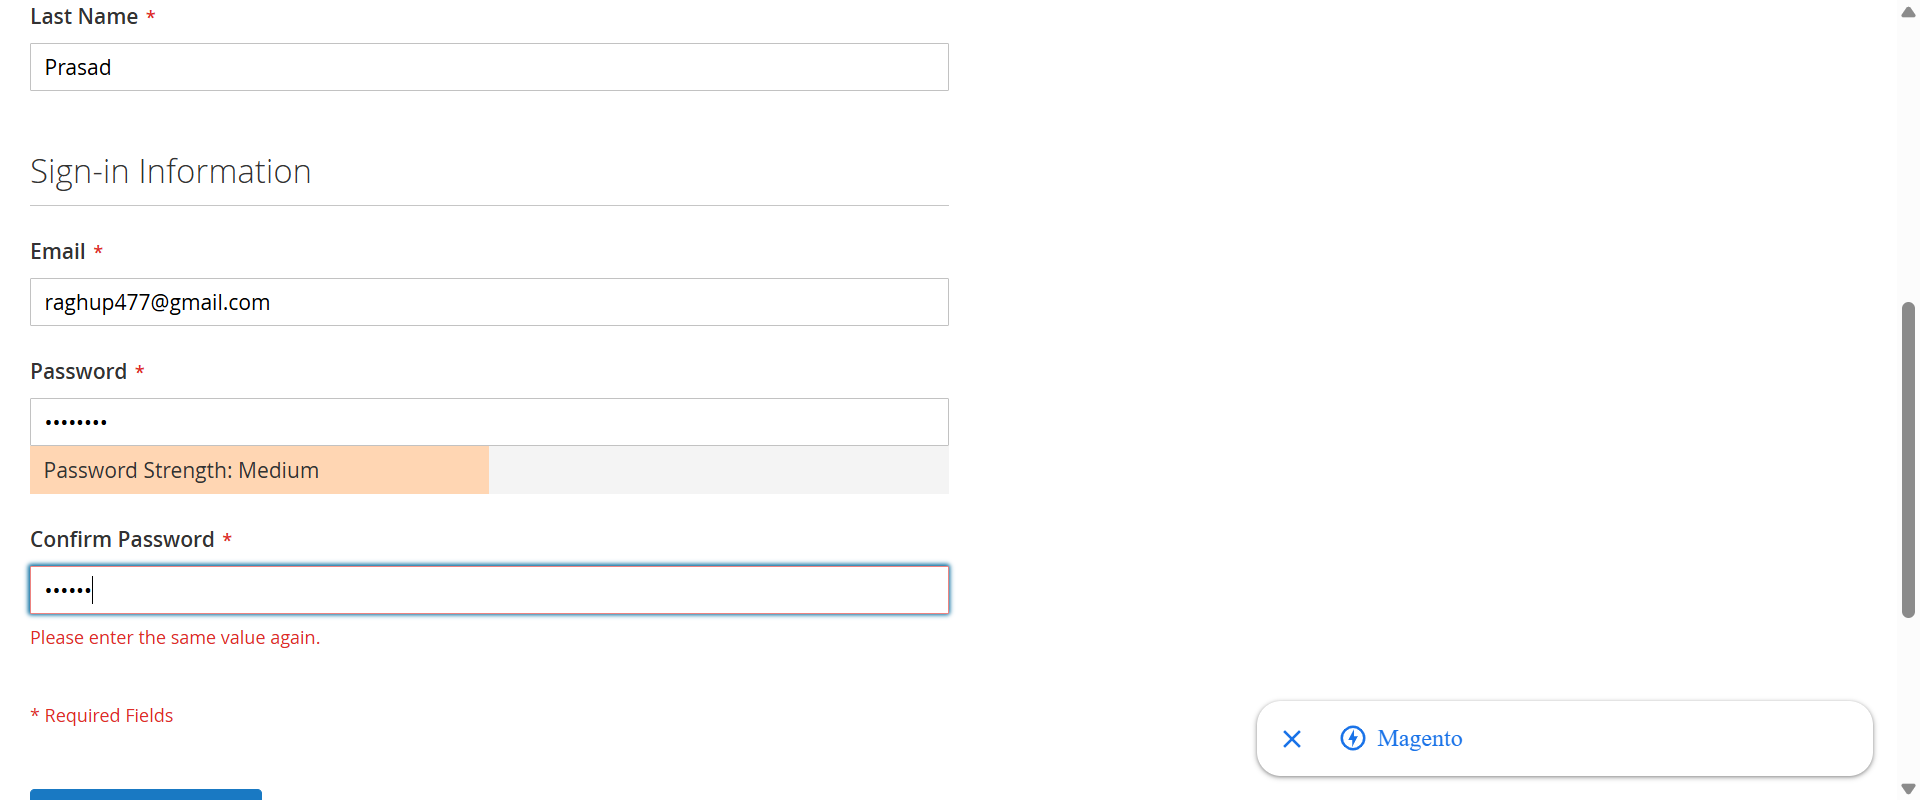 Last Name *
Prasad
Sign-in Information
Email *
raghup477@gmail.com
Password *
••••••••
Password Strength: Medium
Confirm Password *
••••••
Please enter the same value again.
* Required Fields
Magento